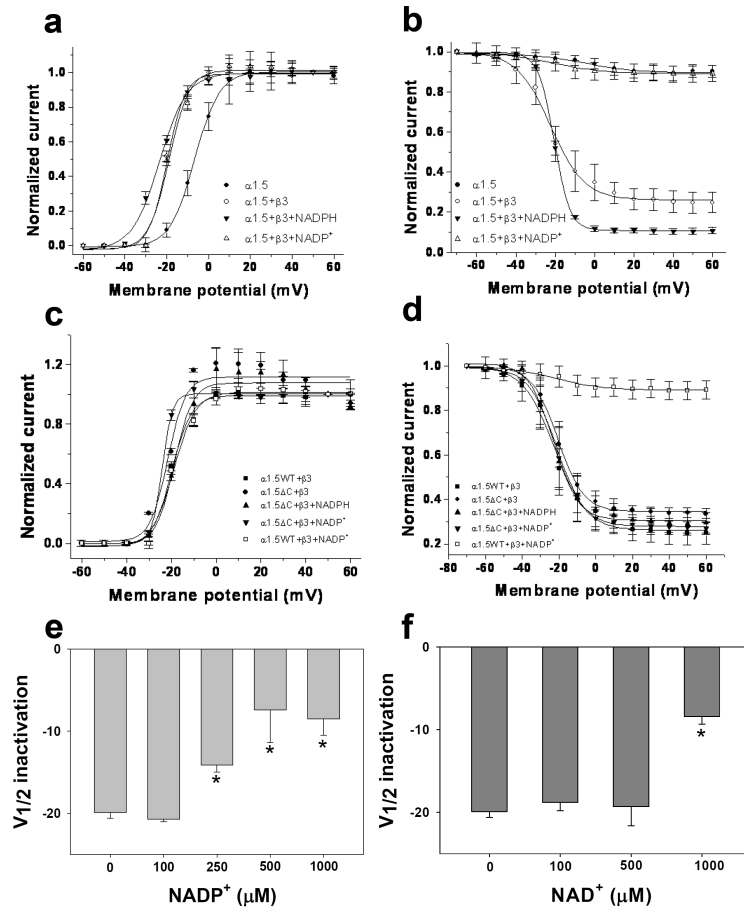 a
Normalized current
1.0
0.8
0.6
0.4
0.2
0.0
α1.5
α1.5+β3
α1.5+β3+NADPH
α1.5+β3+NADP⁺
-60 -40 -20 0 20 40 60
Membrane potential (mV)
b
Normalized current
1.2
1.0
0.8
0.6
0.4
0.2
0.0
α1.5
α1.5+β3
α1.5+β3+NADPH
α1.5+β3+NADP⁺
-60 -40 -20 0 20 40 60
Membrane potential (mV)
c
Normalized current
1.2
0.8
0.4
0.0
α1.5WT+β3
α1.5ΔC+β3
α1.5ΔC+β3+NADPH
α1.5ΔC+β3+NADP⁺
α1.5WT+β3+NADP⁺
-60 -40 -20 0 20 40 60
Membrane potential (mV)
d
Normalized current
1.0
0.8
0.6
0.4
0.2
α1.5WT+β3
α1.5ΔC+β3
α1.5ΔC+β3+NADPH
α1.5ΔC+β3+NADP⁺
α1.5WT+β3+NADP⁺
-80 -60 -40 -20 0 20 40 60
Membrane potential (mV)
e
V1/2 inactivation
0
-10
-20
* * *
0 100 250 500 1000
NADP⁺ (μM)
f
V1/2 inactivation
0
-10
-20
*
0 100 500 1000
NAD⁺ (μM)